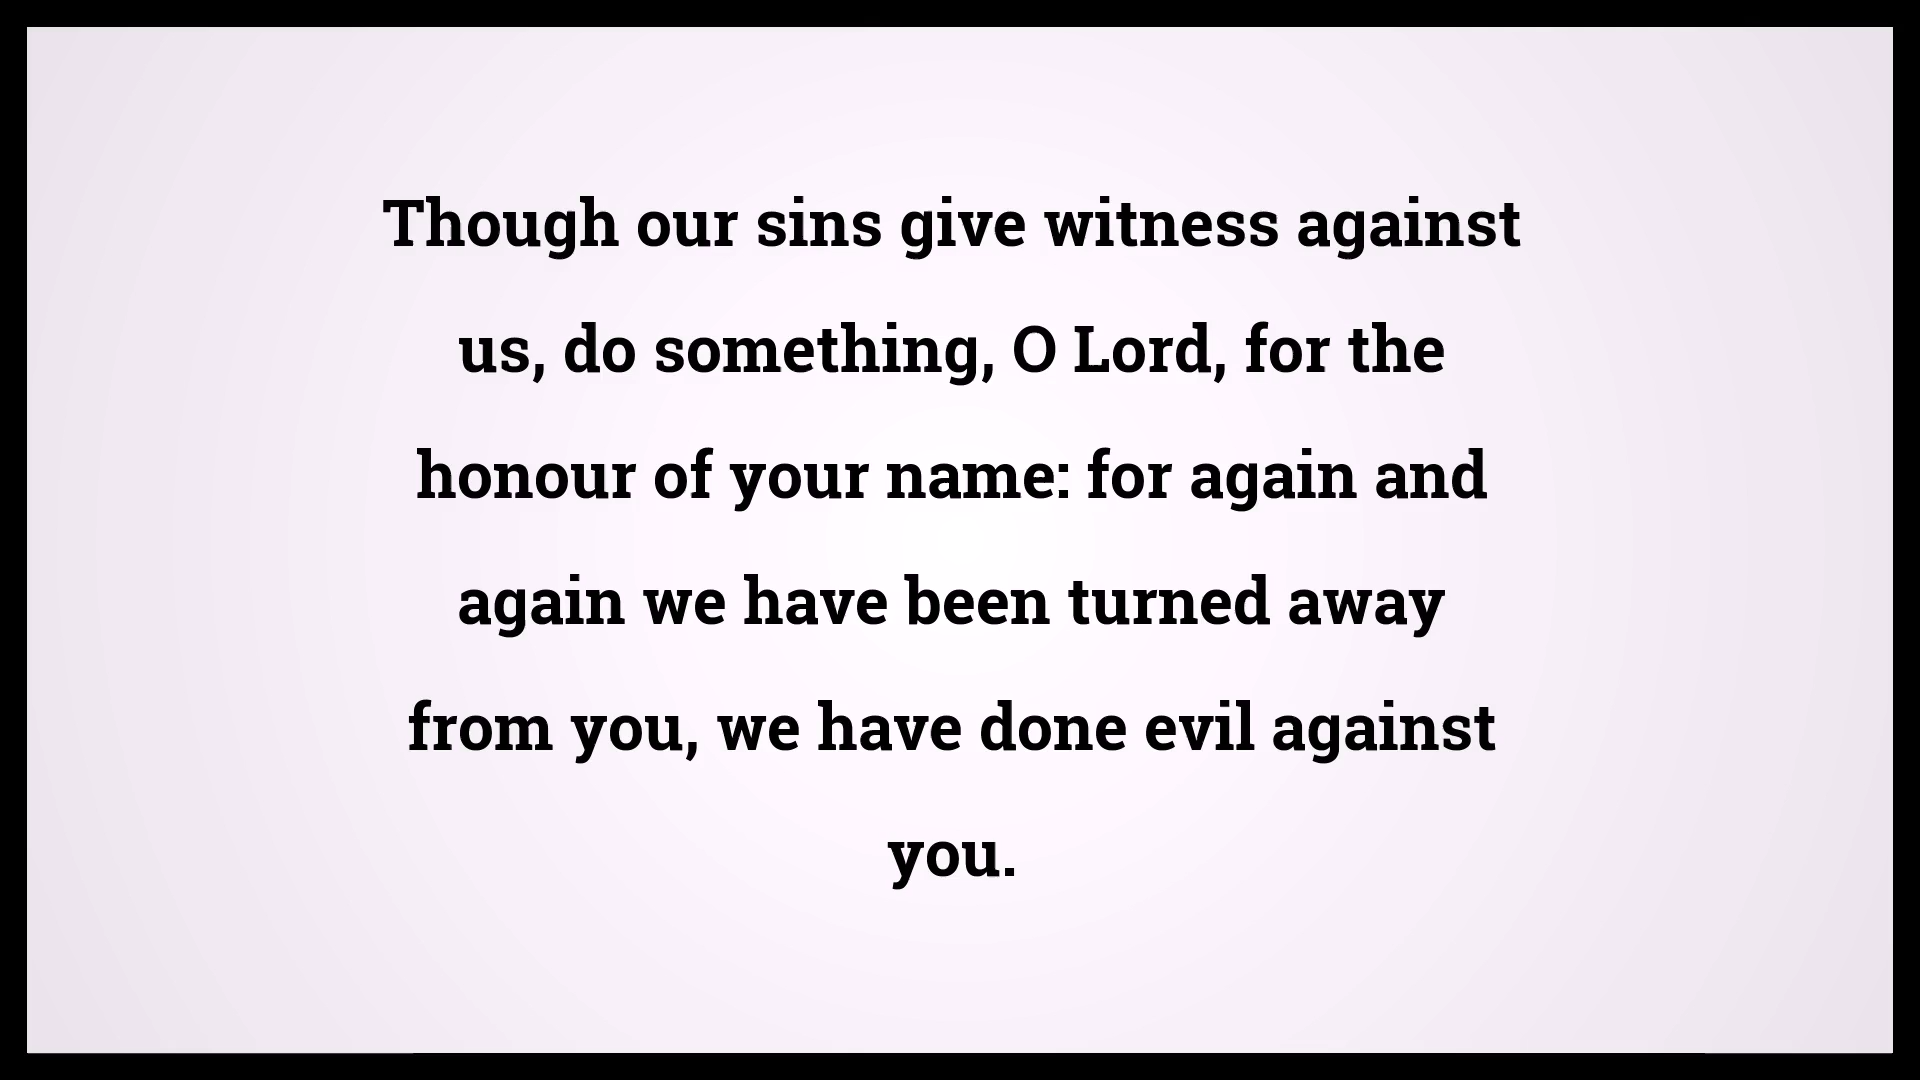 Though our sins give witness against
us, do something, O Lord, for the
honour of your name: for again and
again we have been turned away
from you, we have done evil against
you.